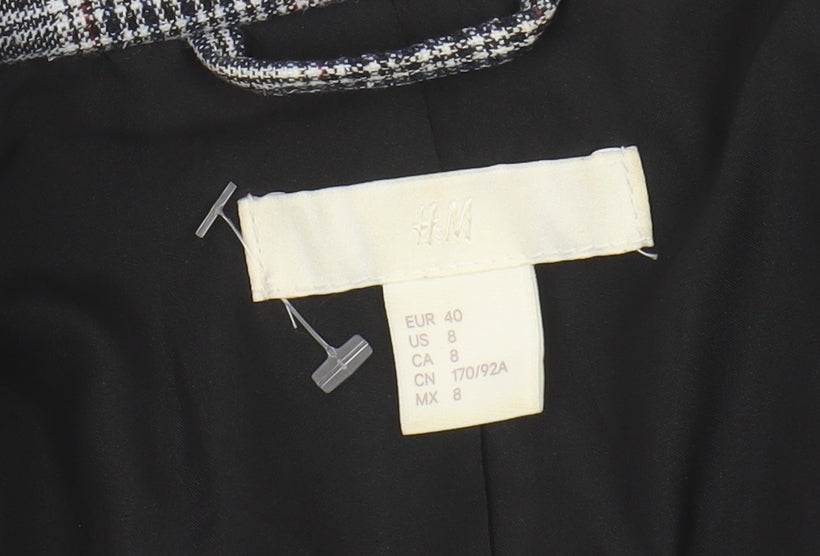 H&M
EUR 40
US 8
CA 8
CN 170/92A
MX 8